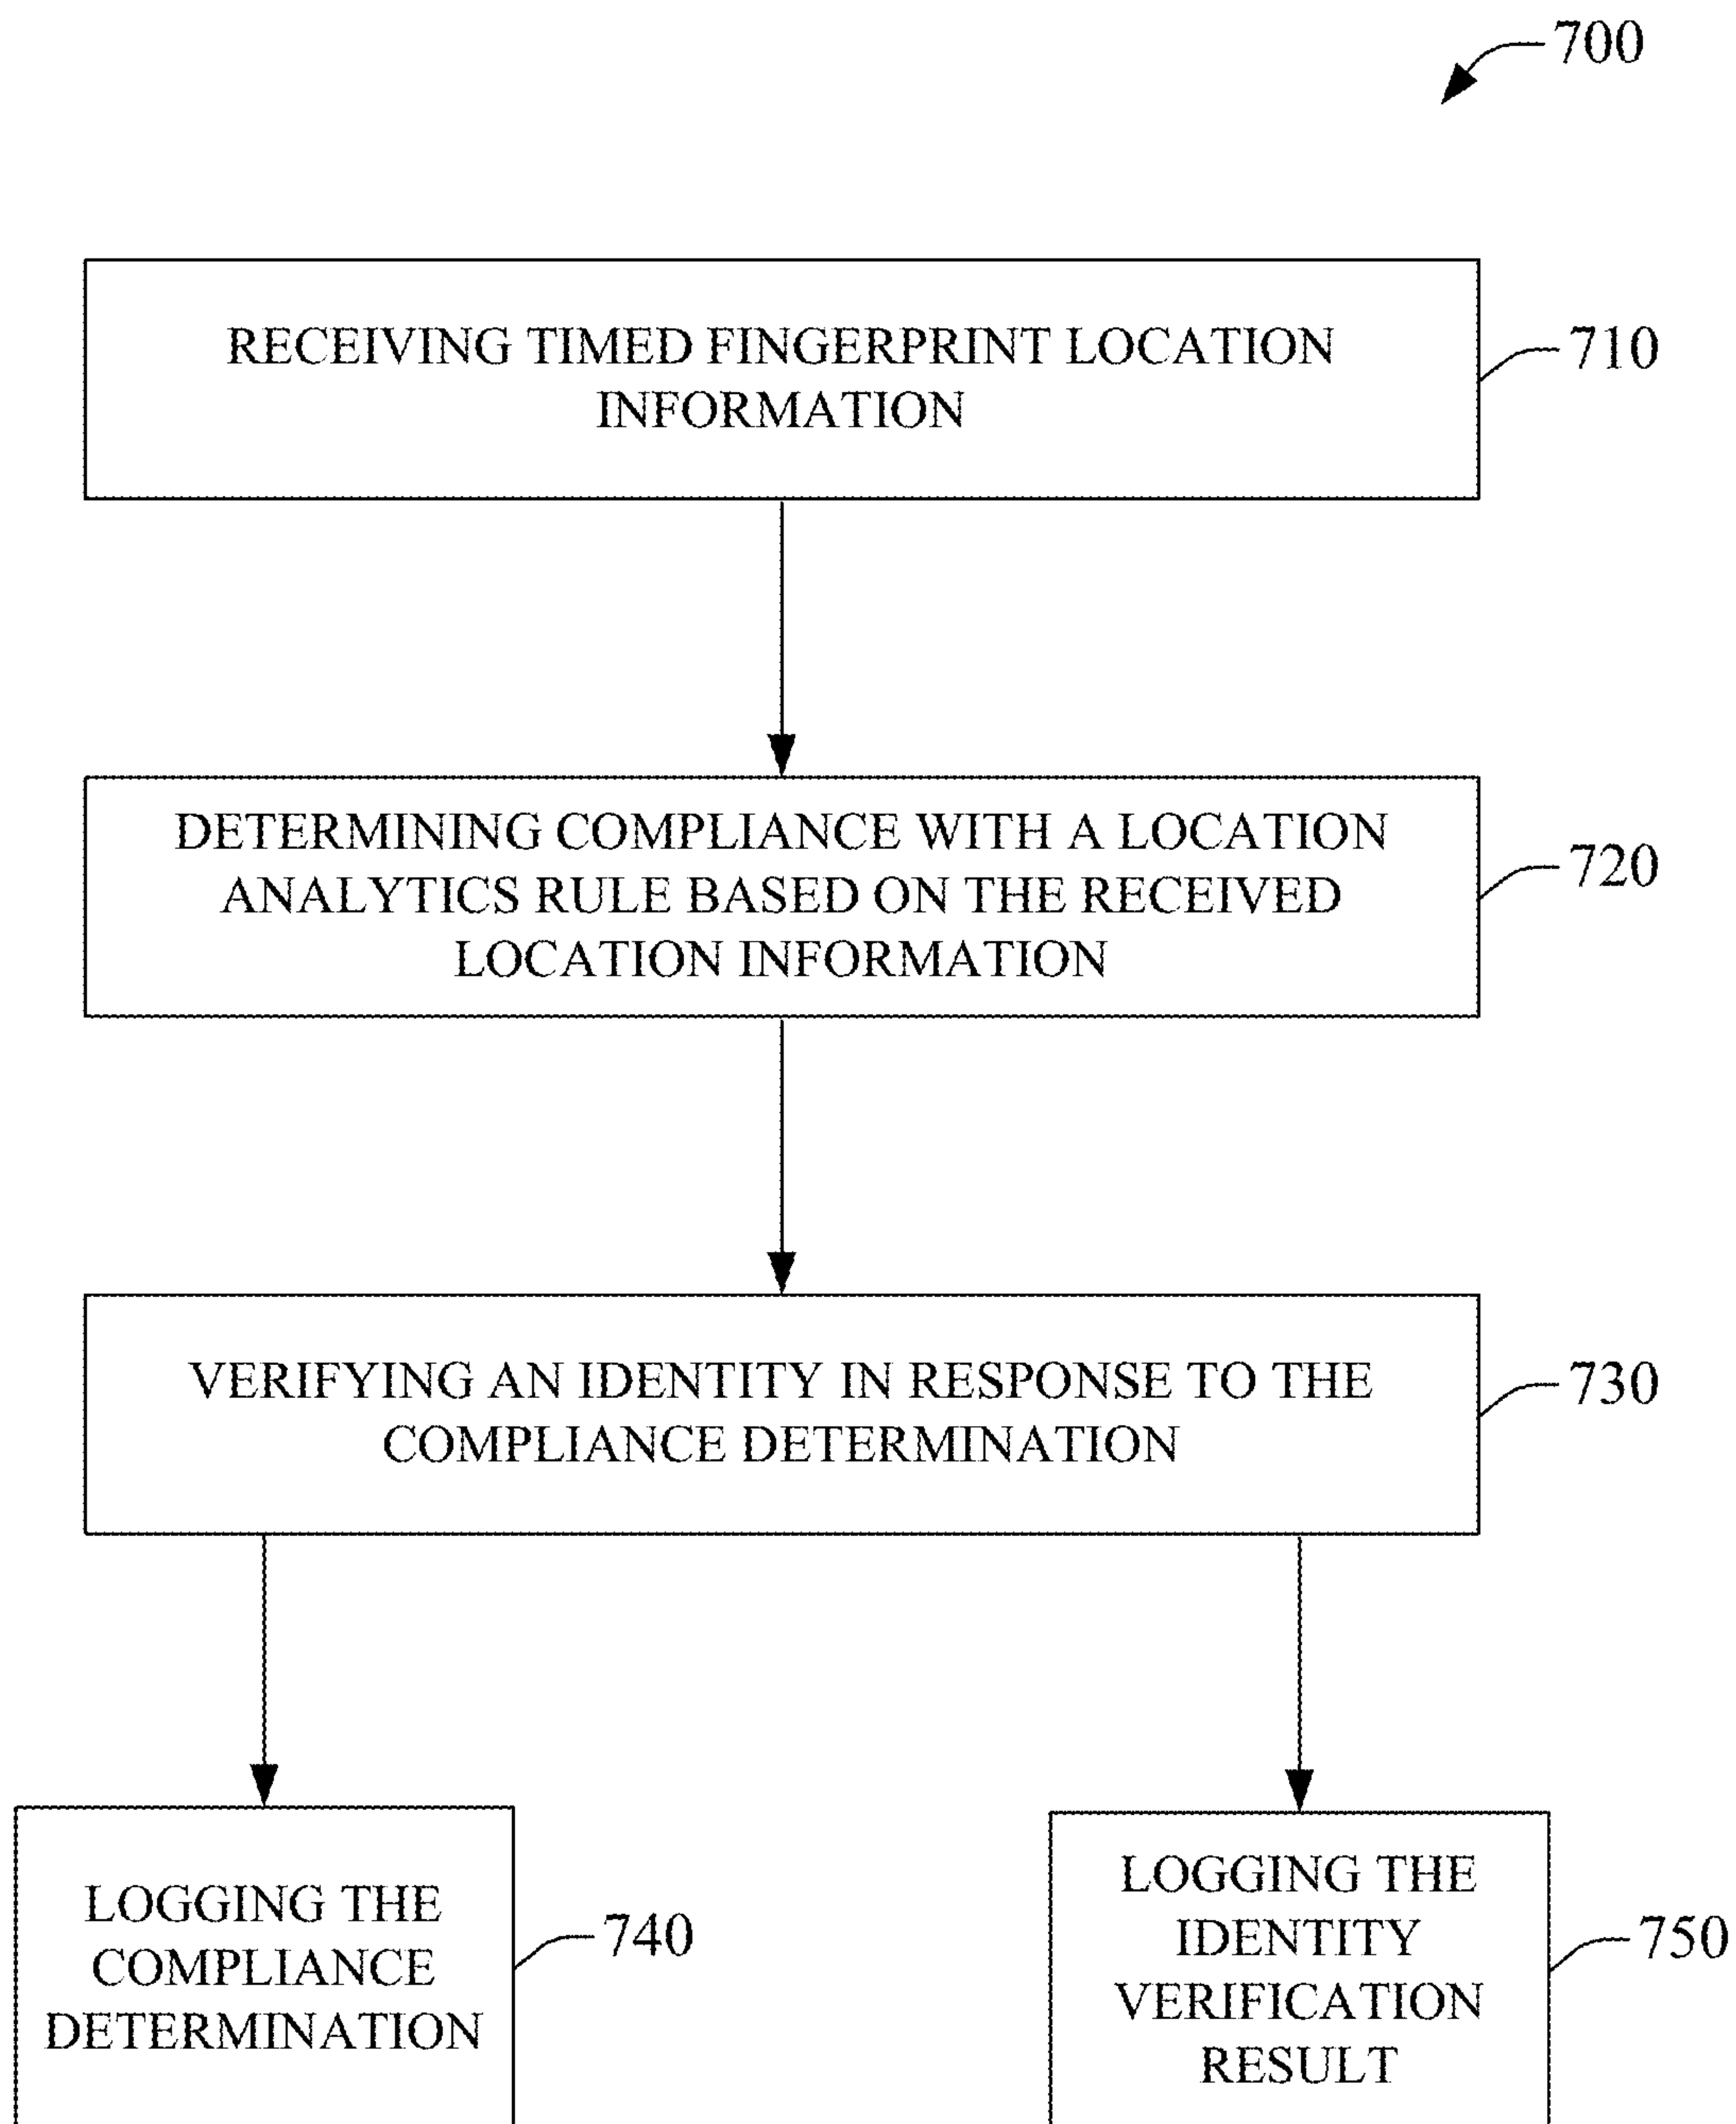 700
RECEIVING TIMED FINGERPRINT LOCATION
INFORMATION
710
DETERMINING COMPLIANCE WITH A LOCATION
ANALYTICS RULE BASED ON THE RECEIVED
LOCATION INFORMATION
720
VERIFYING AN IDENTITY IN RESPONSE TO THE
COMPLIANCE DETERMINATION
730
LOGGING THE
COMPLIANCE
DETERMINATION
740
LOGGING THE
IDENTITY
VERIFICATION
RESULT
750